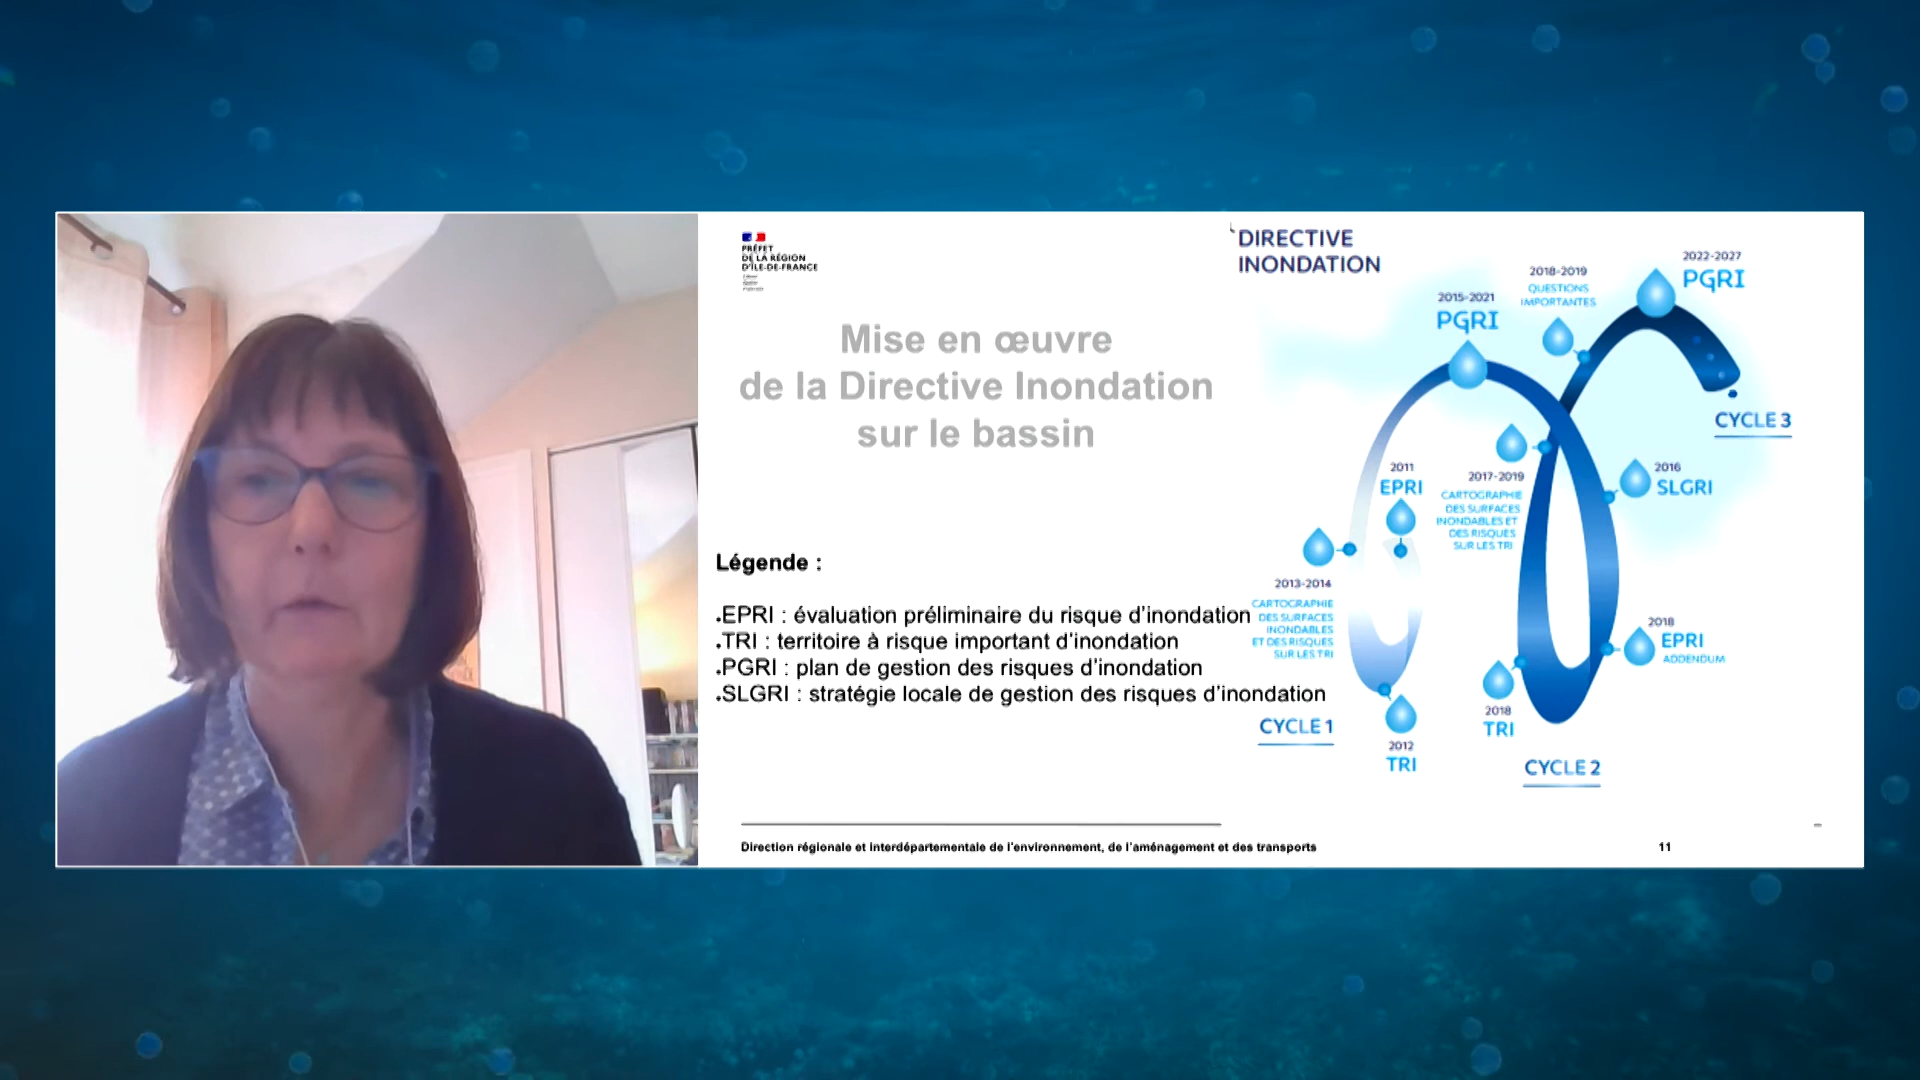 PRÉFET
DE LA RÉGION
D'ÎLE-DE-FRANCE
Mise en œuvre
de la Directive Inondation
sur le bassin
Légende :
.EPRI : évaluation préliminaire du risque d'inondation
.TRI : territoire à risque important d'inondation
.PGRI : plan de gestion des risques d'inondation
.SLGRI : stratégie locale de gestion des risques d'inondation
DIRECTIVE
INONDATION
2022-2027
PGRI
2018-2019
QUESTIONS
IMPORTANTES
2015-2021
PGRI
CYCLE 3
2011
EPRI
2017-2019
CARTOGRAPHIE
DES SURFACES
INONDABLES ET
DES RISQUES
SUR LES TRI
2016
SLGRI
2013-2014
CARTOGRAPHIE
DES SURFACES
INONDABLES
ET DES RISQUES
SUR LES TRI
2018
EPRI
ADDENDUM
2018
TRI
CYCLE 1
2012
TRI
CYCLE 2
Direction régionale et interdépartementale de l'environnement, de l'aménagement et des transports
11